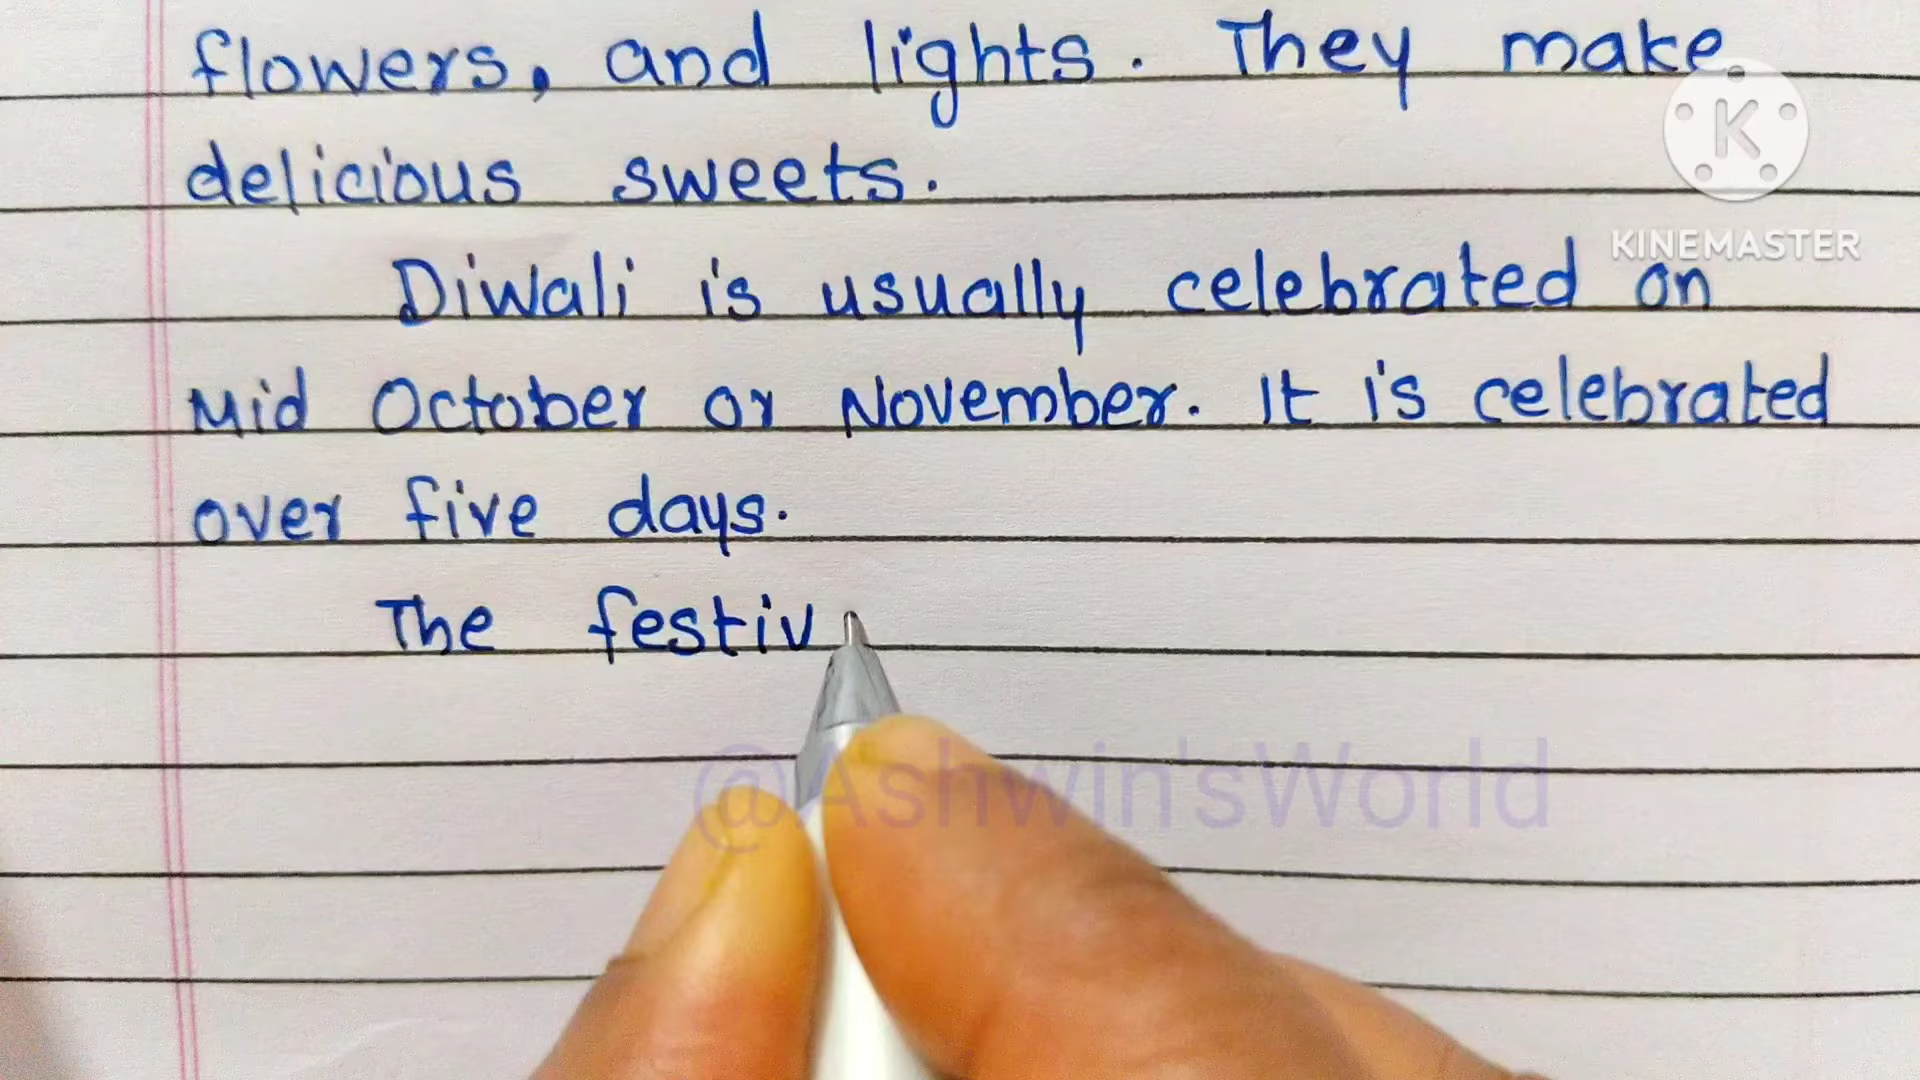 flowers, and lights. They make
delicious sweets.
KINEMASTER
Diwali is usually celebrated on
Mid October or November. It is celebrated
over five days.
The festiv
@Ashwin'sWorld